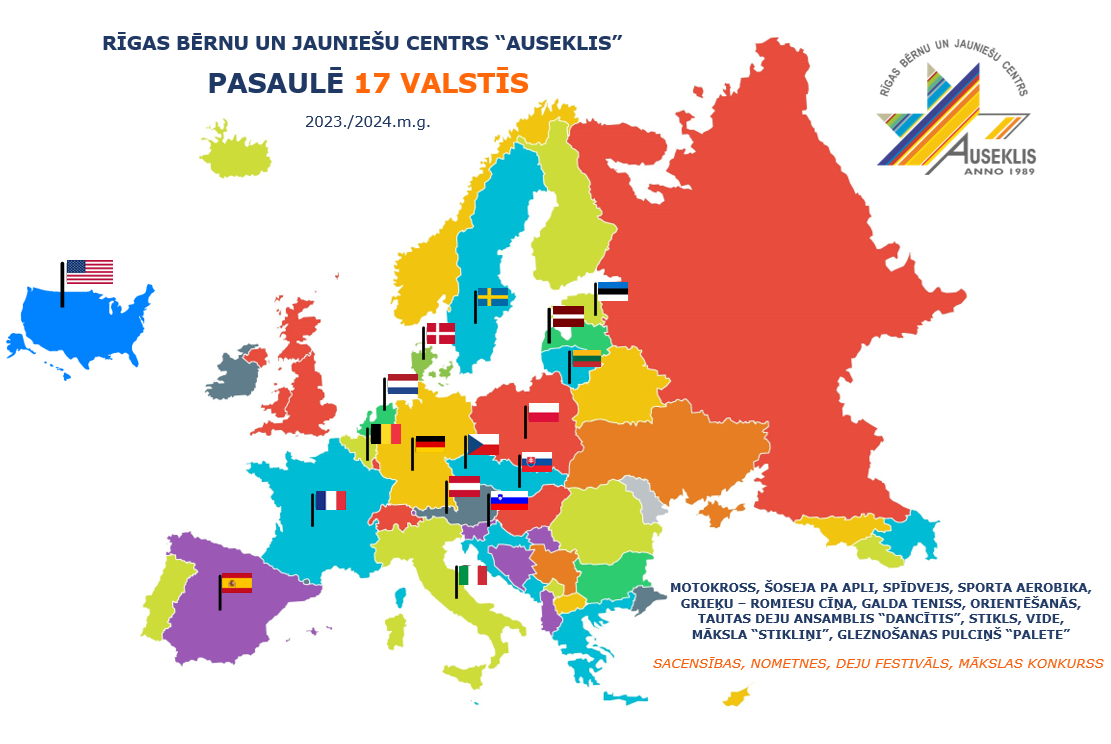 RĪGAS BĒRNU UN JAUNIEŠU CENTRS “AUSEKLIS”
PASAULĒ 17 VALSTĪS
2023./2024.m.g.
RĪGAS BĒRNU UN JAUNIEŠU CENTRS
AUSEKLIS
ANNO 1989
MOTOKROSS, ŠOSEJA PA APLI, SPĪDVEJS, SPORTA AEROBIKA,
GRIEĶU – ROMIESU CĪŅA, GALDA TENISS, ORIENTĒŠANĀS,
TAUTAS DEJU ANSAMBLIS “DANCĪTIS”, STIKLS, VIDE,
MĀKSLA “STIKLIŅI”, GLEZNOŠANAS PULCIŅŠ “PALETE”
SACENSĪBAS, NOMETNES, DEJU FESTIVĀLS, MĀKSLAS KONKURSS